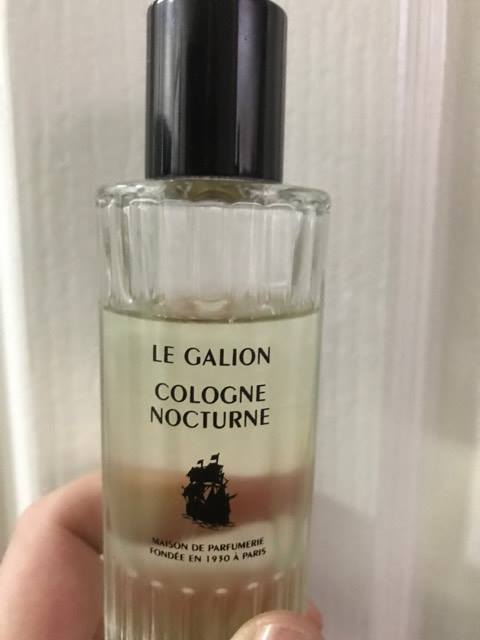 LE GALION
COLOGNE
NOCTURNE
MAISON DE PARFUMERIE
FONDÉE EN 1930 À PARIS